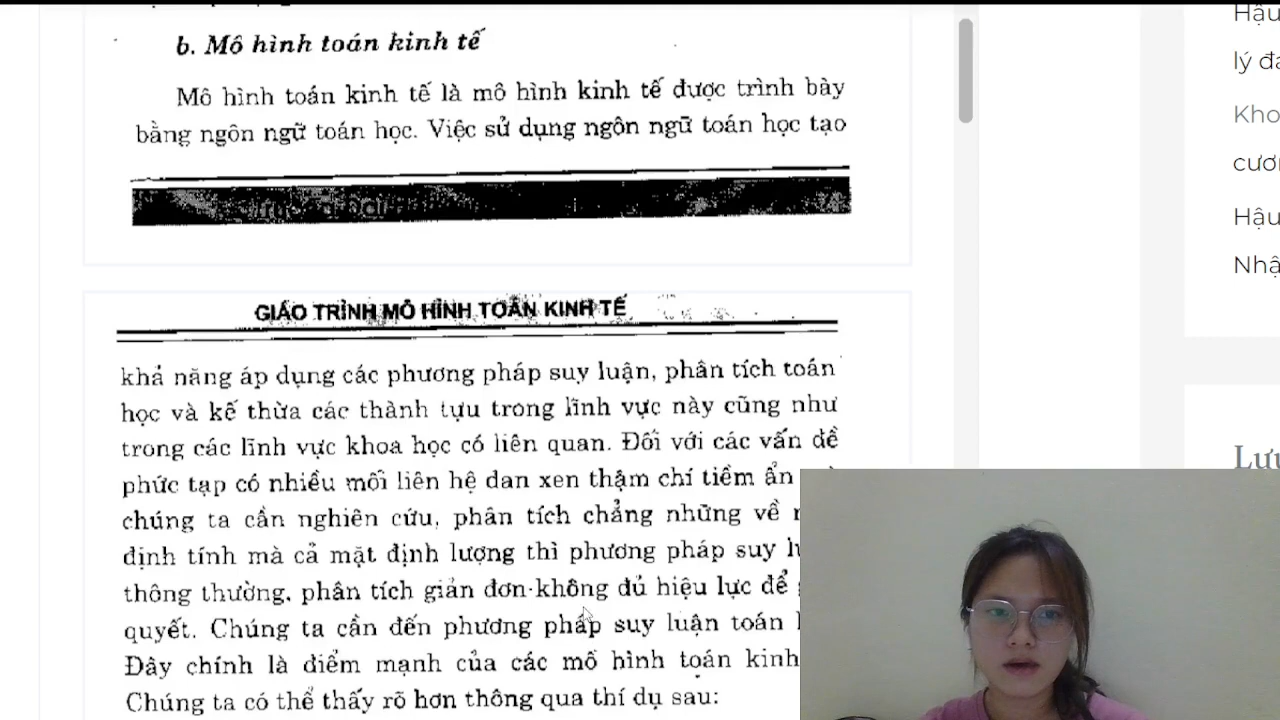 b. Mô hình toán kinh tế
Mô hình toán kinh tế là mô hình kinh tế được trình bày
bằng ngôn ngữ toán học. Việc sử dụng ngôn ngữ toán học tạo
GIÁO TRÌNH MÔ HÌNH TOÁN KINH TẾ
khả năng áp dụng các phương pháp suy luận, phân tích toán
học và kế thừa các thành tựu trong lĩnh vực này cũng như
trong các lĩnh vực khoa học có liên quan. Đối với các vấn đề
phức tạp có nhiều mối liên hệ đan xen thậm chí tiềm ẩn
chúng ta cần nghiên cứu, phân tích chẳng những về
định tính mà cả mặt định lượng thì phương pháp suy
thông thường, phân tích giản đơn không đủ hiệu lực để
quyết. Chúng ta cần đến phương pháp suy luận toán
Đây chính là điểm mạnh của các mô hình toán kinh
Chúng ta có thể thấy rõ hơn thông qua thí dụ sau:
Hậu
lý
Kho
Hậu
Nhậ
Lưu